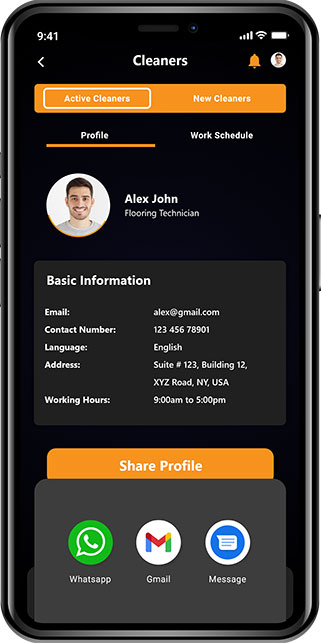 9:41
Cleaners
Active Cleaners New Cleaners
Profile Work Schedule
Alex John
Flooring Technician
Basic Information
Email: alex@gmail.com
Contact Number: 123 456 78901
Language: English
Address: Suite # 123, Building 12,
XYZ Road, NY, USA
Working Hours: 9:00am to 5:00pm
Share Profile
Whatsapp Gmail Message